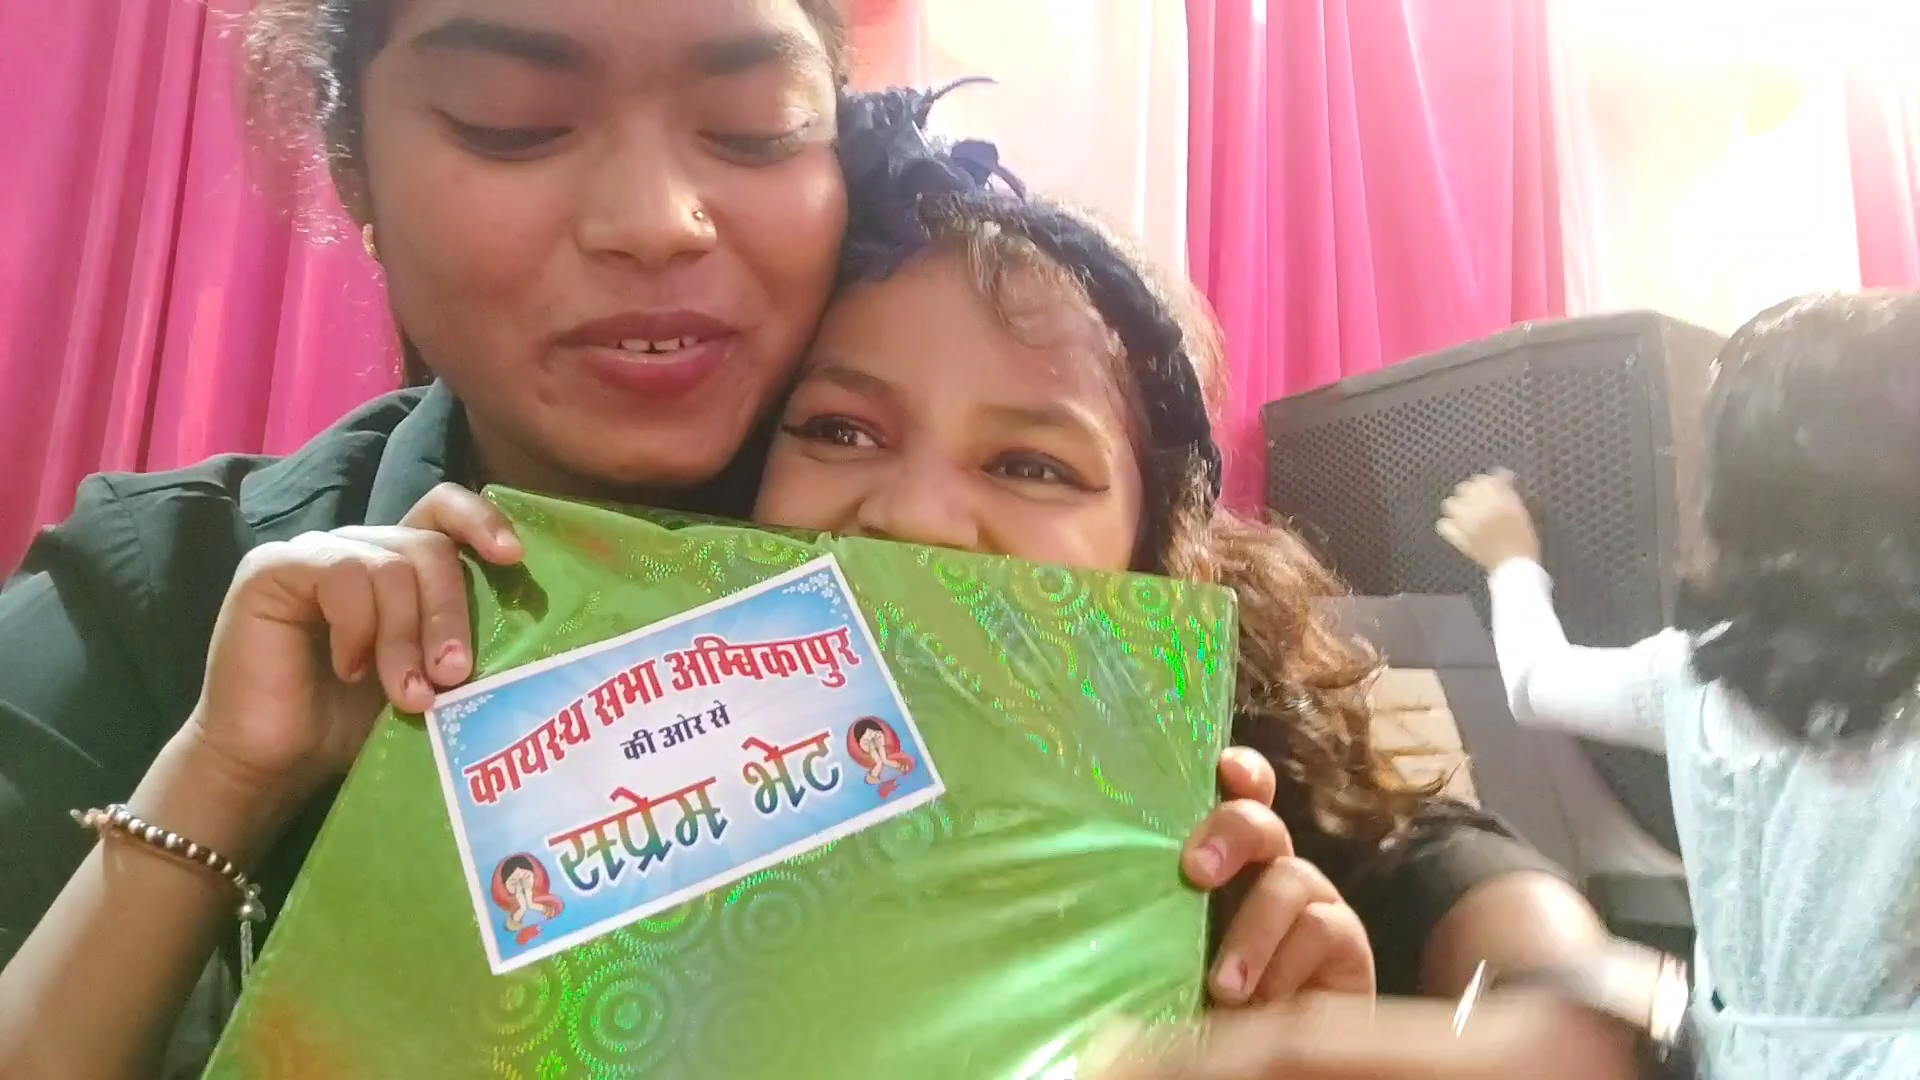 कायस्थ सभा अम्बिकापुर
की ओर से
सप्रेम भेट